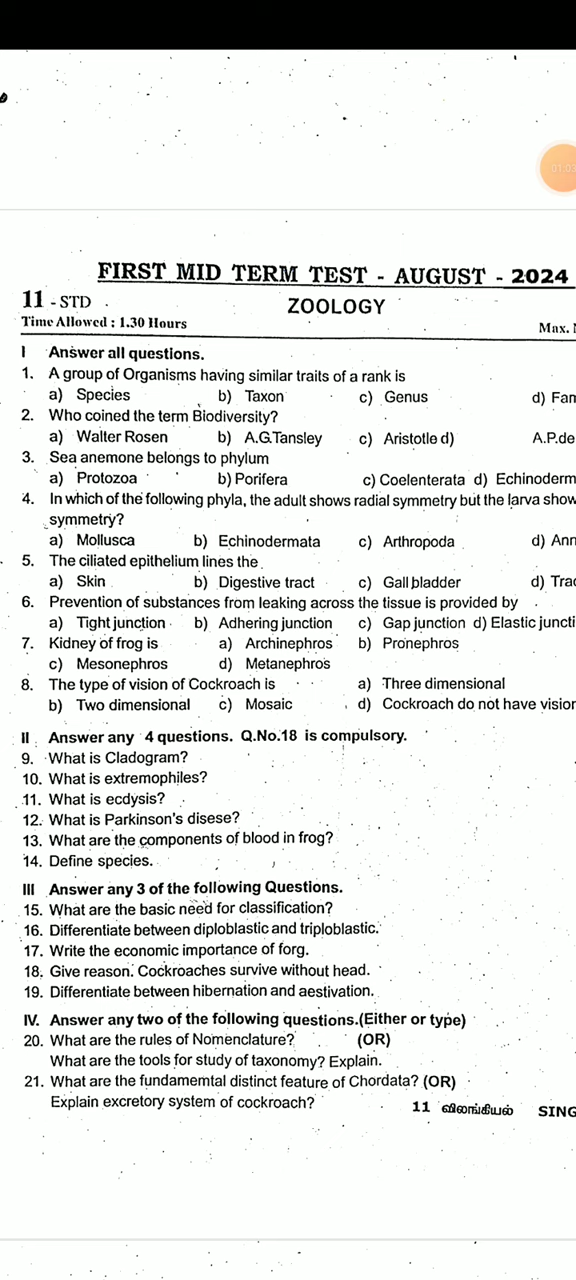 01:03
FIRST MID TERM TEST - AUGUST - 2024
11 - STD
ZOOLOGY
Time Allowed : 1.30 Hours
Max.
I Answer all questions.
1. A group of Organisms having similar traits of a rank is
a) Species b) Taxon c) Genus d) Fam
2. Who coined the term Biodiversity?
a) Walter Rosen b) A.G.Tansley c) Aristotle d) A.P.de
3. Sea anemone belongs to phylum
a) Protozoa b) Porifera c) Coelenterata d) Echinoderm
4. In which of the following phyla, the adult shows radial symmetry but the larva show
symmetry?
a) Mollusca b) Echinodermata c) Arthropoda d) Ann
5. The ciliated epithelium lines the
a) Skin b) Digestive tract c) Gall bladder d) Trac
6. Prevention of substances from leaking across the tissue is provided by
a) Tight junction b) Adhering junction c) Gap junction d) Elastic juncti
7. Kidney of frog is a) Archinephros b) Pronephros
c) Mesonephros d) Metanephros
8. The type of vision of Cockroach is a) Three dimensional
b) Two dimensional c) Mosaic d) Cockroach do not have vision
II Answer any 4 questions. Q.No.18 is compulsory.
9. What is Cladogram?
10. What is extremophiles?
11. What is ecdysis?
12. What is Parkinson's disese?
13. What are the components of blood in frog?
14. Define species.
III Answer any 3 of the following Questions.
15. What are the basic need for classification?
16. Differentiate between diploblastic and triploblastic.
17. Write the economic importance of forg.
18. Give reason. Cockroaches survive without head.
19. Differentiate between hibernation and aestivation.
IV. Answer any two of the following questions.(Either or type)
20. What are the rules of Nomenclature? (OR)
What are the tools for study of taxonomy? Explain.
21. What are the fundamemtal distinct feature of Chordata? (OR)
Explain excretory system of cockroach?
11 விலங்கியல் SING